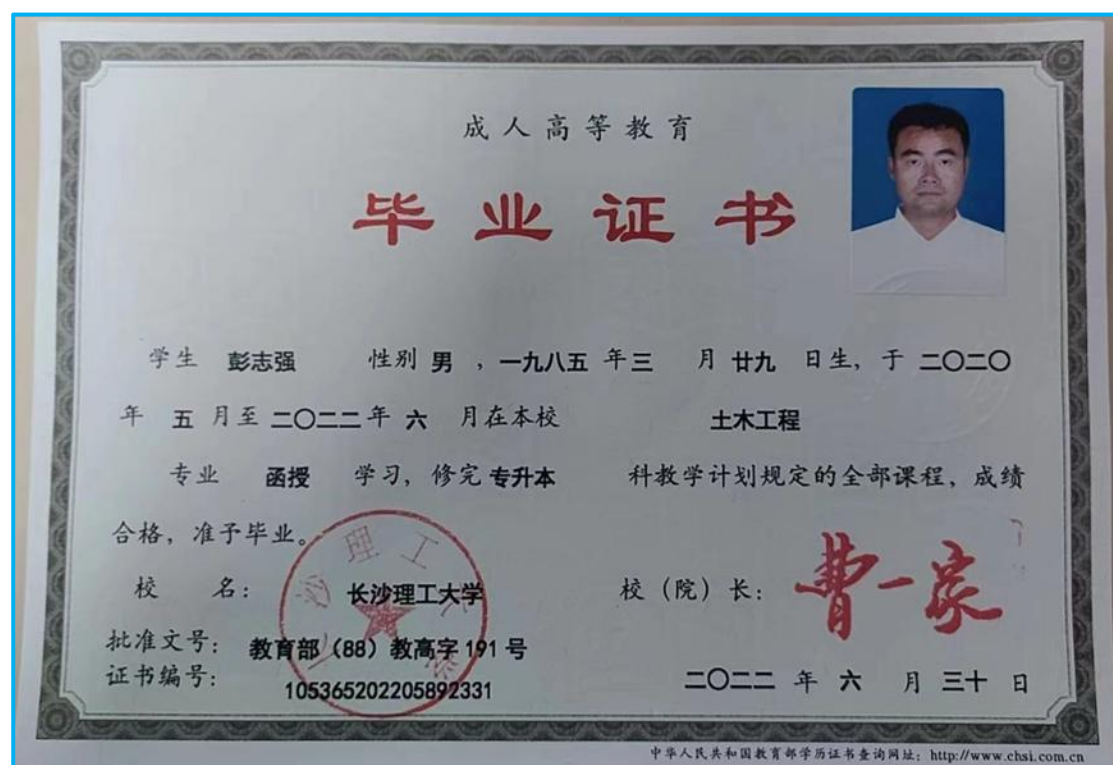 成人高等教育
毕业证书
学生 彭志强 性别 男 ，一九八五 年 三 月 廿九 日生，于 二〇二〇
年 五 月至 二〇二二 年 六 月在本校 土木工程
专业 函授 学习，修完 专升本 科教学计划规定的全部课程，成绩
合格，准予毕业。
校 名： 长沙理工大学 校（院）长： 曹一家
批准文号： 教育部（88）教高字 191 号
证书编号： 105365202205892331 二〇二二 年 六 月 三十 日
中华人民共和国教育部学历证书查询网址：http://www.chsi.com.cn